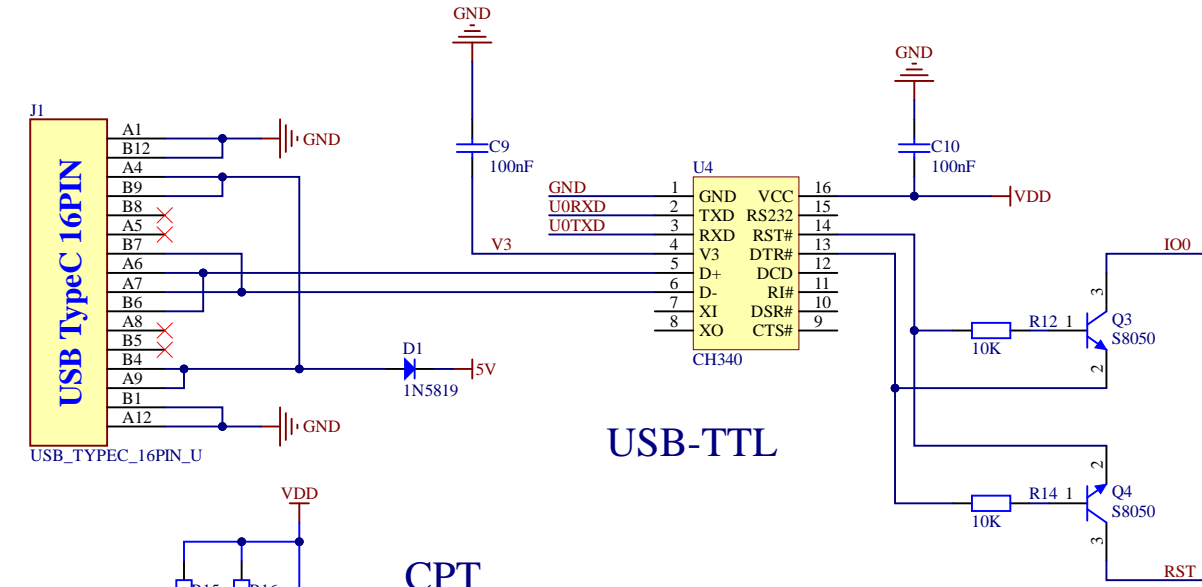 GND
GND
J1
A1
B12
A4
B9
B8
A5
B7
A6
A7
B6
A8
B5
B4
A9
B1
A12
USB TypeC 16PIN
USB_TYPEC_16PIN_U
GND
GND
C9
100nF
V3
D1
1N5819
5V
C10
100nF
VDD
U4
GND 1 GND VCC 16
U0RXD 2 TXD RS232 15
U0TXD 3 RXD RST# 14
4 V3 DTR# 13
5 D+ DCD 12
6 D- RI# 11
7 XI DSR# 10
8 XO CTS# 9
CH340
USB-TTL
IO0
3
R12 1 Q3
10K S8050
2
2
R14 1 Q4
10K S8050
3
RST
VDD
R16
CPT